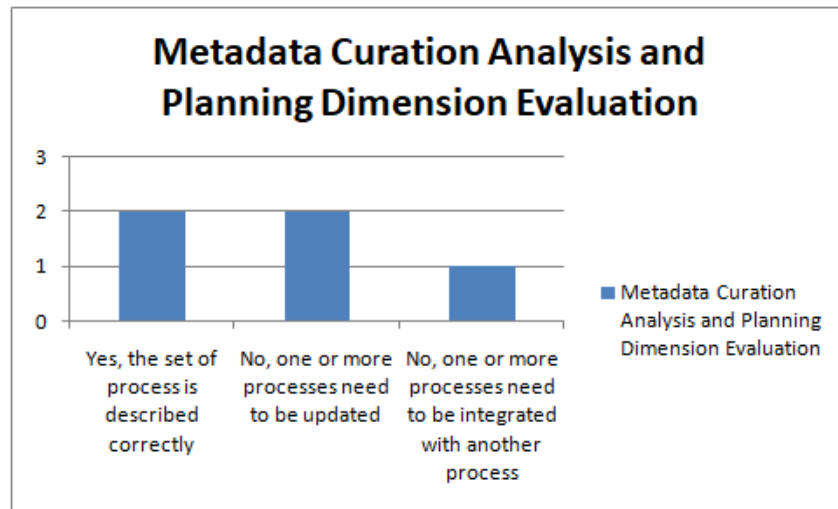 Metadata Curation Analysis and
Planning Dimension Evaluation
3
2
1
0
Yes, the set of
process is
described
correctly
No, one or more
processes need
to be updated
No, one or more
processes need
to be integrated
with another
process
Metadata Curation
Analysis and Planning
Dimension Evaluation